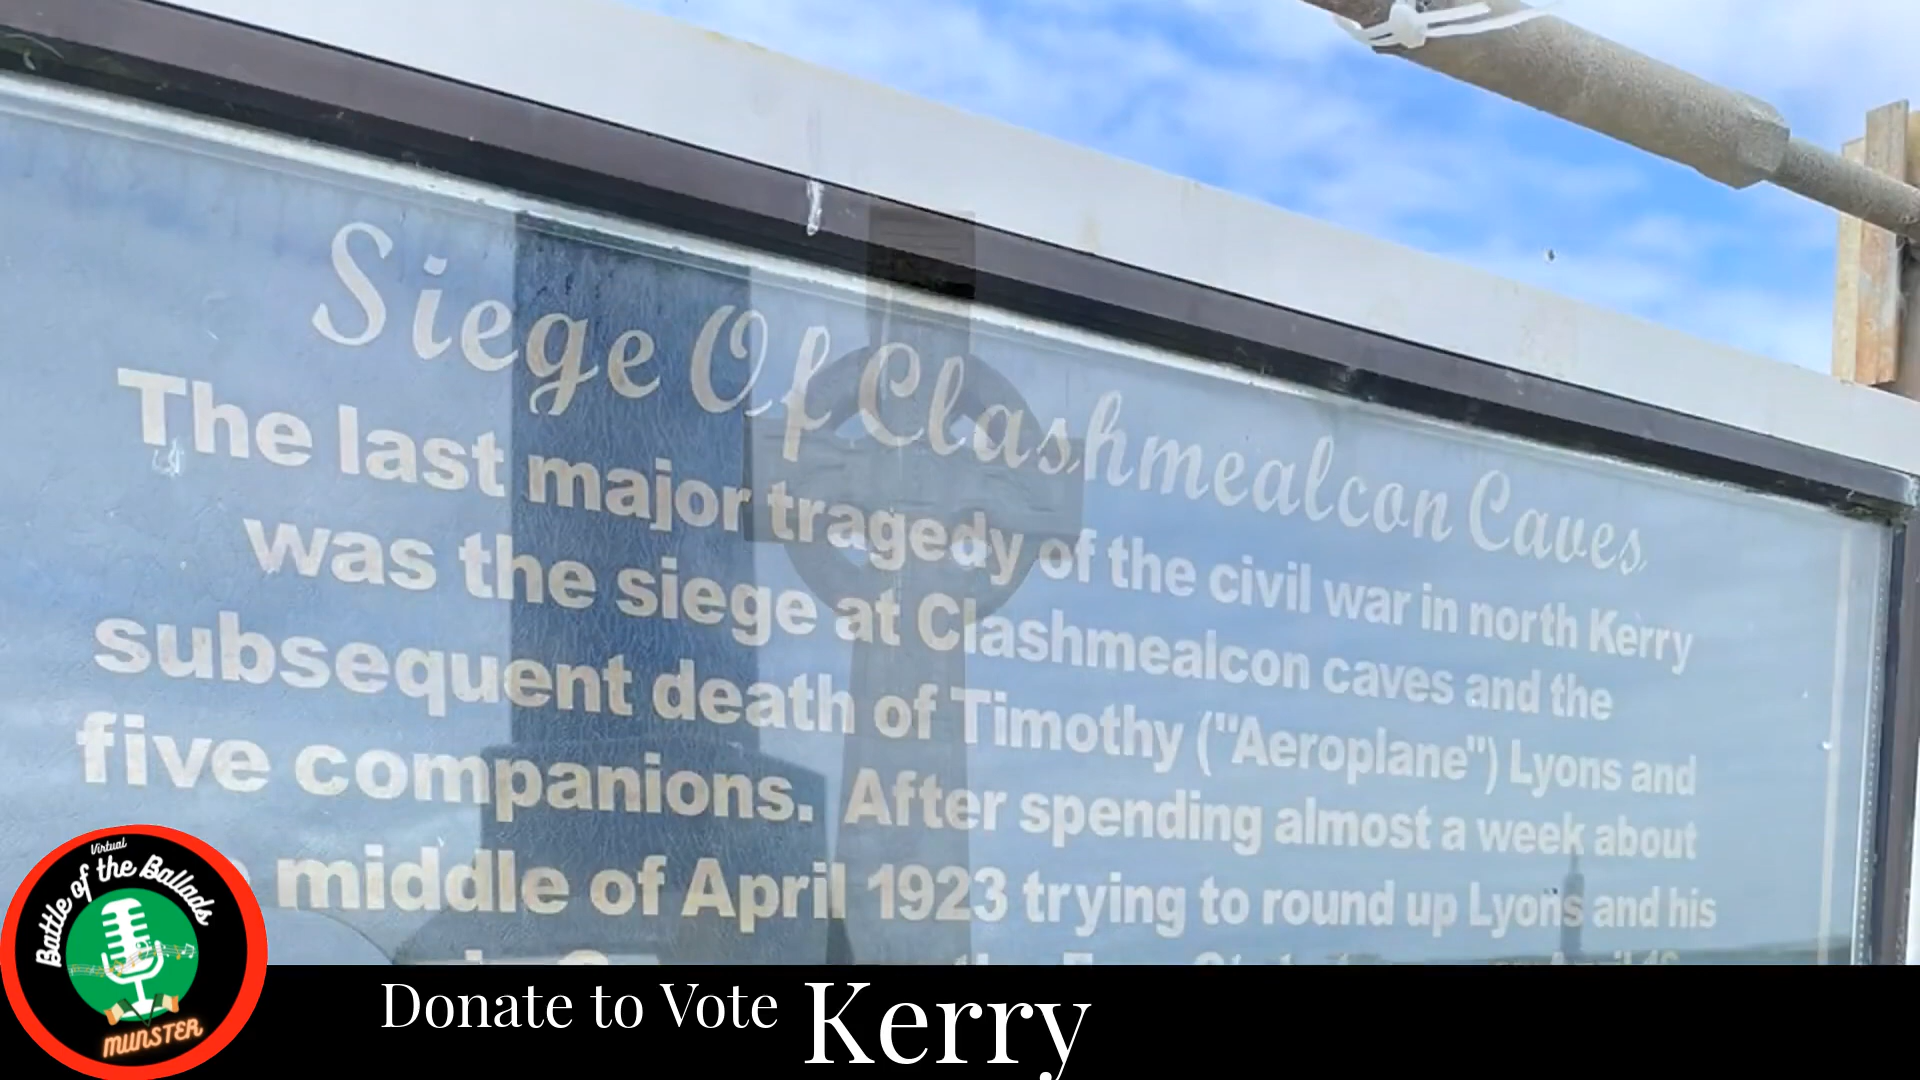 Siege Of Clashmealcon Caves.
The last major tragedy of the civil war in north Kerry
was the siege at Clashmealcon caves and the
subsequent death of Timothy ("Aeroplane") Lyons and
five companions. After spending almost a week about
middle of April 1923 trying to round up Lyons and his
Virtual
Battle of the Ballads
MUNSTER
Donate to Vote Kerry